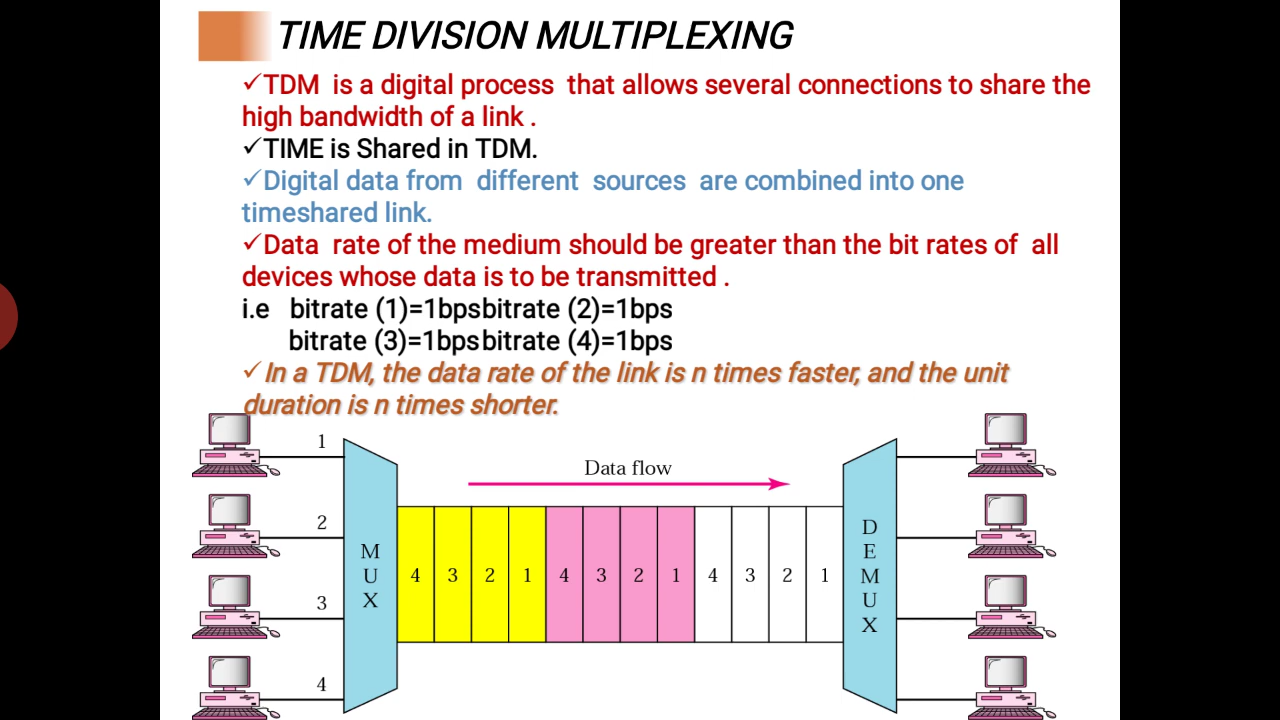 TIME DIVISION MULTIPLEXING
✓TDM is a digital process that allows several connections to share the
high bandwidth of a link .
✓TIME is Shared in TDM.
✓Digital data from different sources are combined into one
timeshared link.
✓Data rate of the medium should be greater than the bit rates of all
devices whose data is to be transmitted .
i.e bitrate (1)=1bpsbitrate (2)=1bps
bitrate (3)=1bpsbitrate (4)=1bps
✓In a TDM, the data rate of the link is n times faster, and the unit
duration is n times shorter.
1
Data flow
2
3
4
MUX
4 3 2 1 4 3 2 1 4 3 2 1
DEMUX